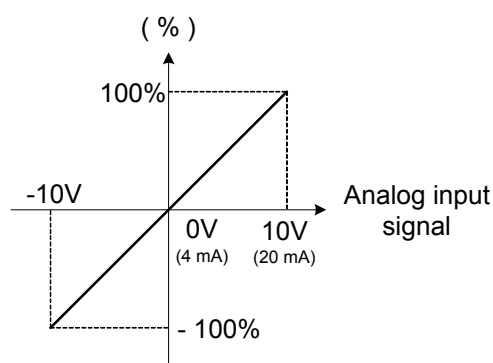 ( % )
100%
-10V
Analog input
signal
0V
10V
(4 mA)
(20 mA)
- 100%